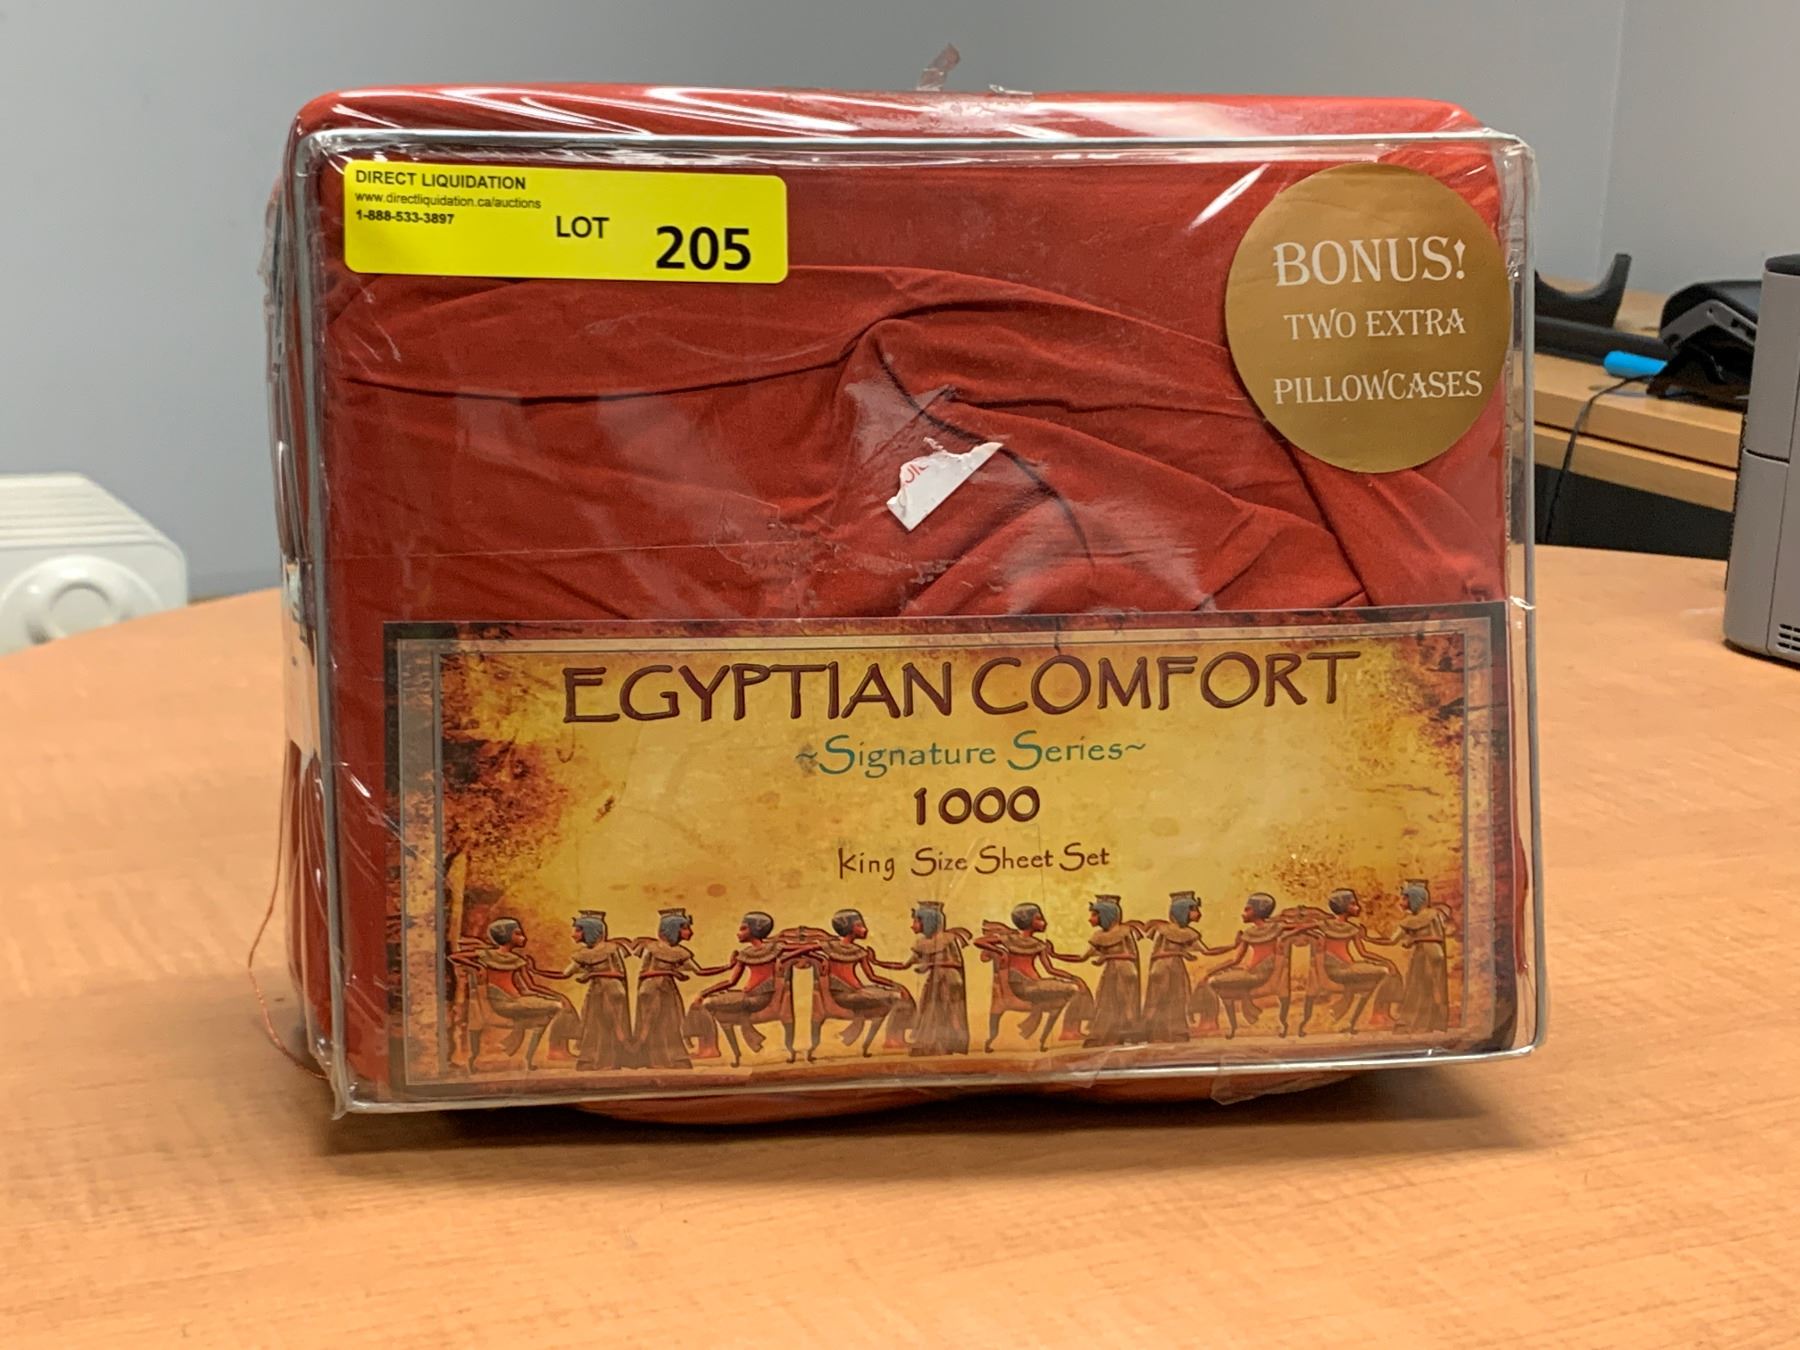 DIRECT LIQUIDATION
www.directliquidation.ca/auctions
1-888-533-3897
LOT 205
BONUS!
TWO EXTRA
PILLOWCASES
EGYPTIAN COMFORT
~Signature Series~
1000
King Size Sheet Set